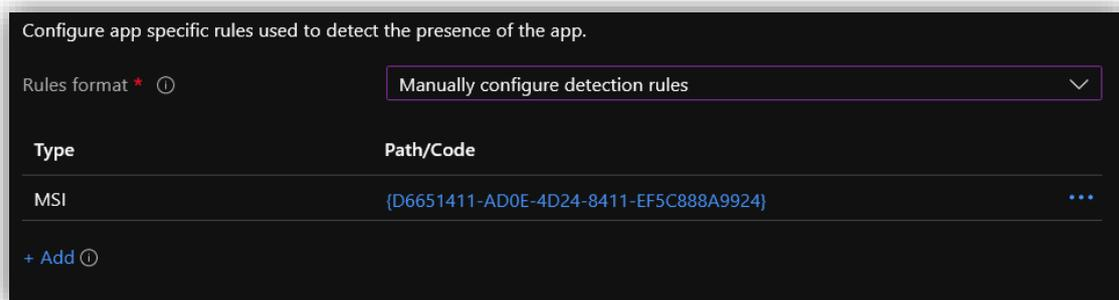 Configure app specific rules used to detect the presence of the app.
Rules format * Manually configure detection rules
Type Path/Code
MSI {D6651411-AD0E-4D24-8411-EF5C888A9924}
+ Add